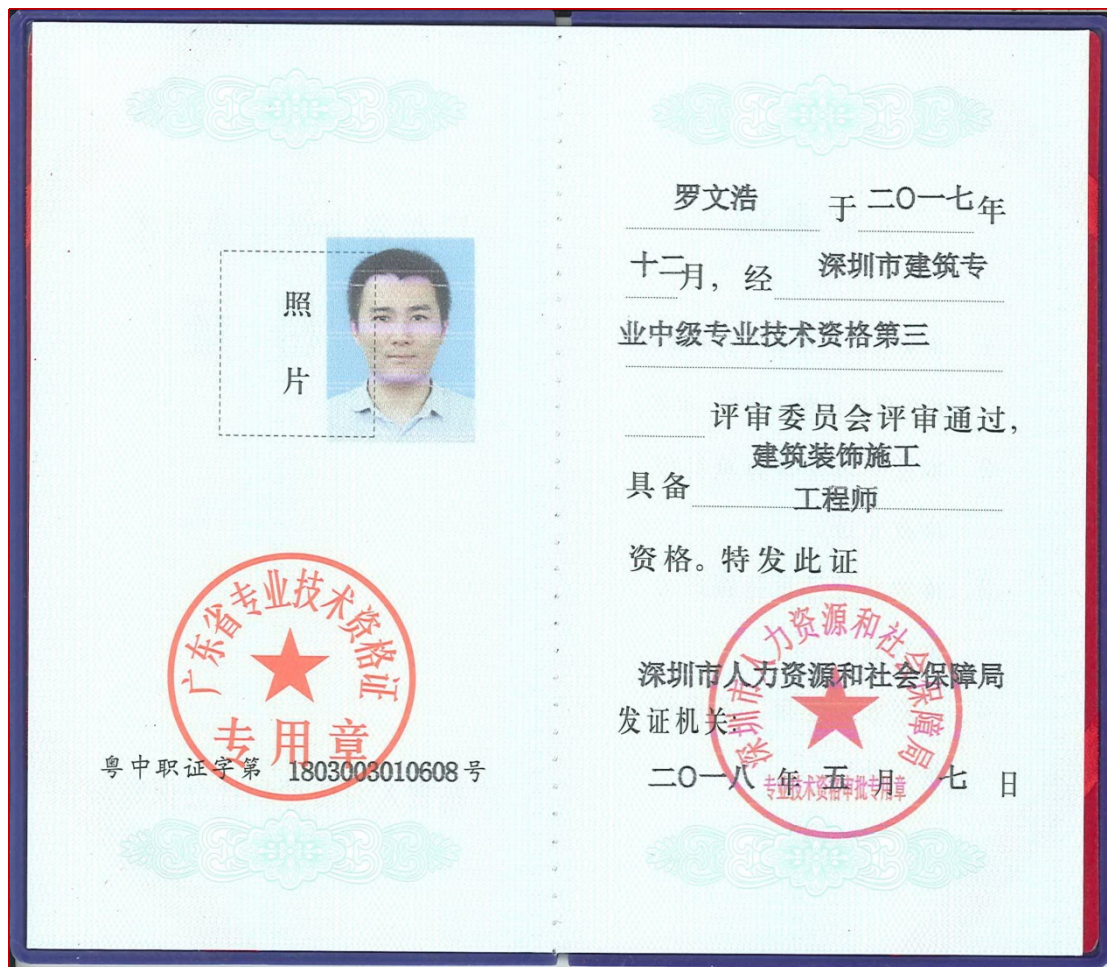 照
片
广东省专业技术资格证
专用章
粤中职证字第 1803003010608 号
罗文浩 于 二〇一七 年
十二月，经 深圳市建筑专
业中级专业技术资格第三
评审委员会评审通过，
建筑装饰施工
具备 工程师
资格。特发此证
深圳市人力资源和社会保障局
深圳市人力资源和社会保障局
发证机关：
专业技术资格审批专用章
二〇一八 年 五 月 七 日